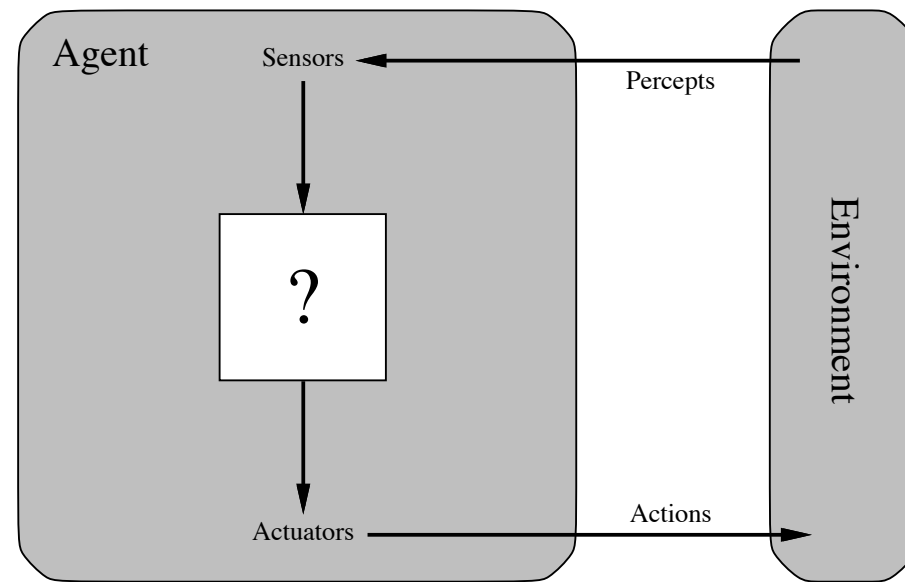 Agent
Sensors
Percepts
?
Environment
Actuators
Actions